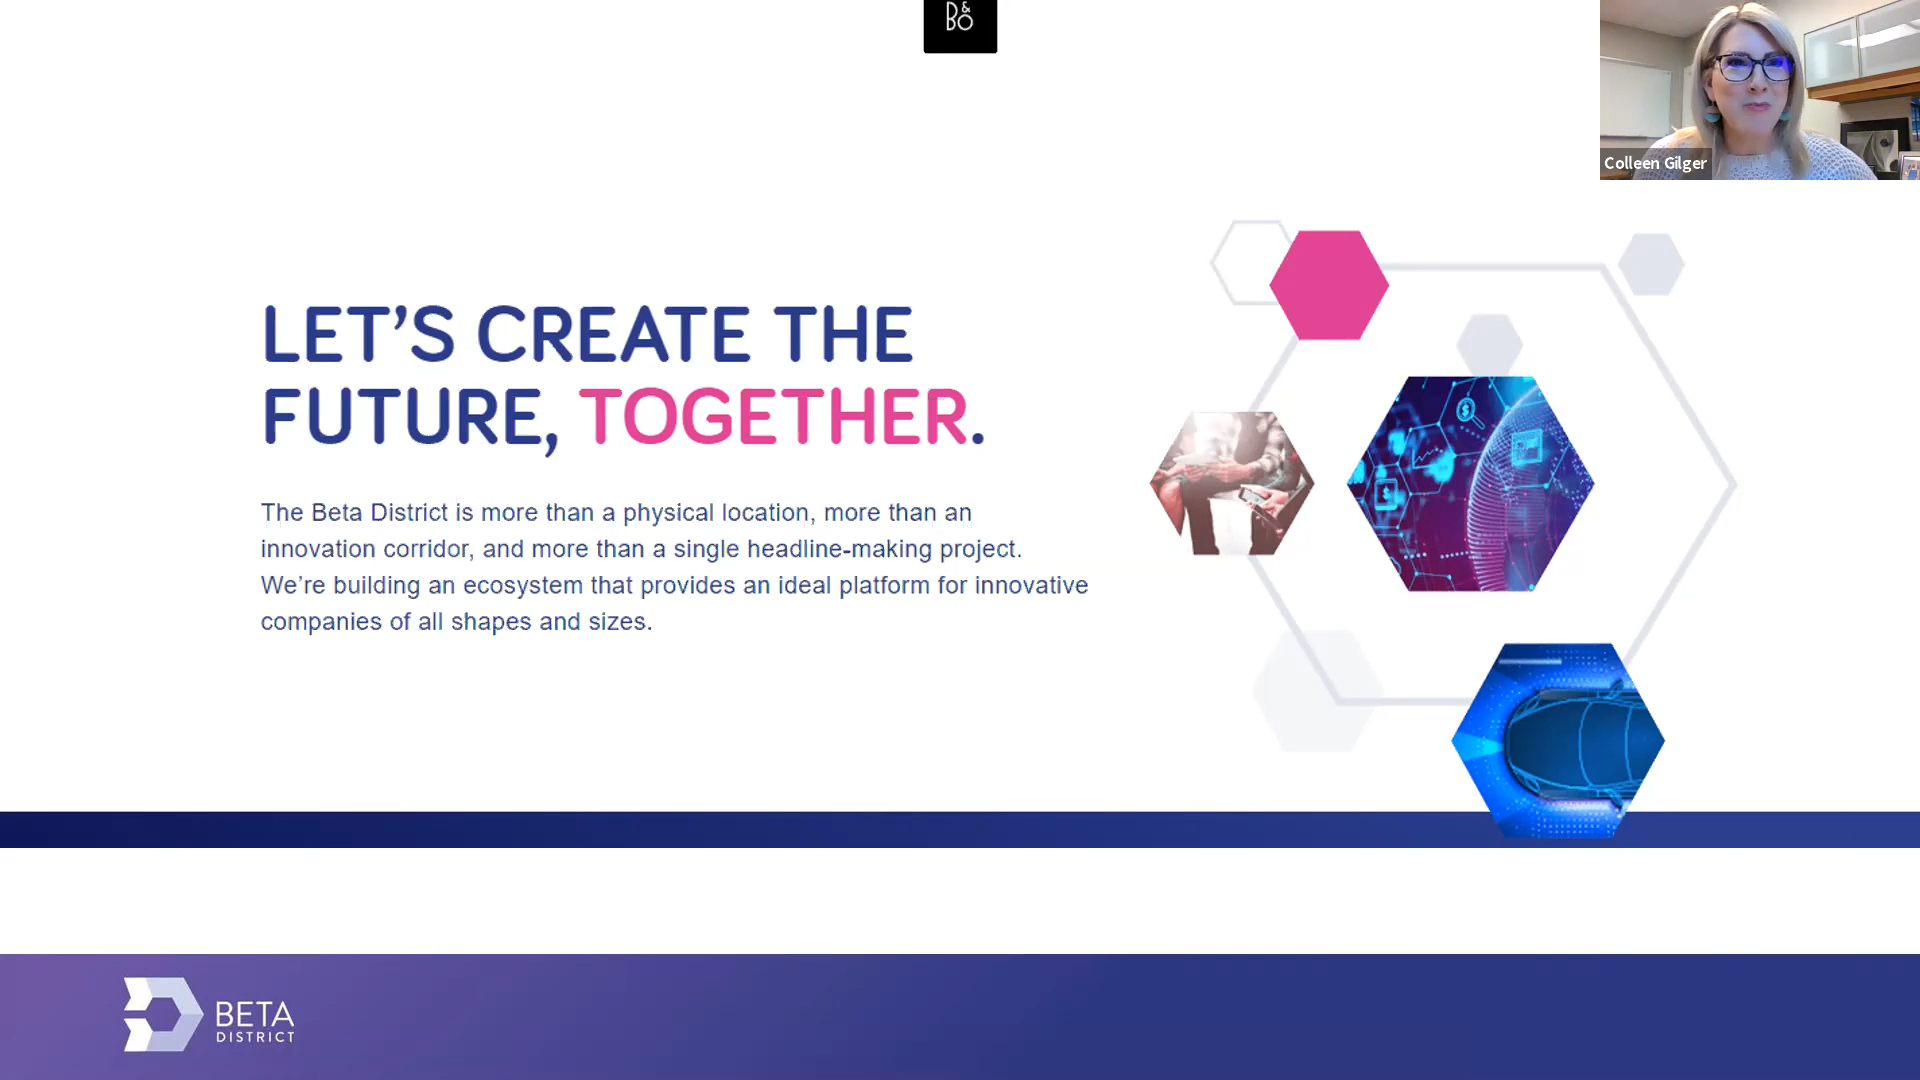 B&
BO
Colleen Gilger
LET’S CREATE THE
FUTURE, TOGETHER.
The Beta District is more than a physical location, more than an
innovation corridor, and more than a single headline-making project.
We’re building an ecosystem that provides an ideal platform for innovative
companies of all shapes and sizes.
BETA
DISTRICT